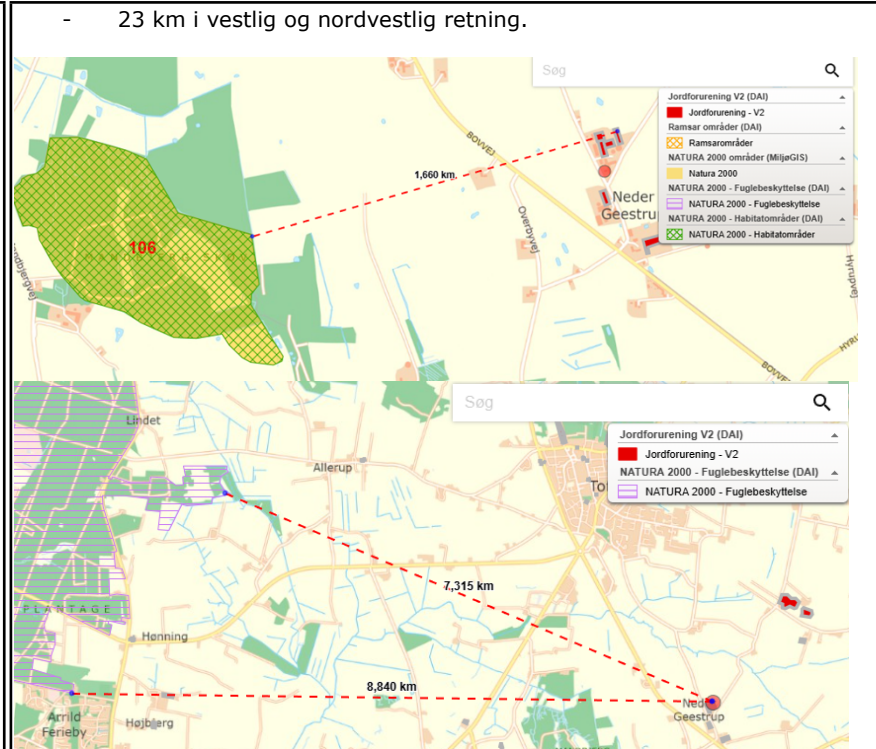 - 23 km i vestlig og nordvestlig retning.
Søg
Jordforurening V2 (DAI)
Jordforurening - V2
Ramsar områder (DAI)
Ramsarområder
NATURA 2000 områder (MiljøGIS)
Natura 2000
NATURA 2000 - Fuglebeskyttelse (DAI)
NATURA 2000 - Fuglebeskyttelse
NATURA 2000 - Habitatområder (DAI)
NATURA 2000 - Habitatområder
BOVVEJ
1,660 km
Neder
Geestrup
Overbyvej
106
Hyrupvej
BOVVEJ
Søg
Jordforurening V2 (DAI)
Jordforurening - V2
NATURA 2000 - Fuglebeskyttelse (DAI)
NATURA 2000 - Fuglebeskyttelse
Lindet
Allerup
7,315 km
PLANTAGE
Hønning
8,840 km
Neder
Geestrup
Arrild
Ferieby
Højbjerg